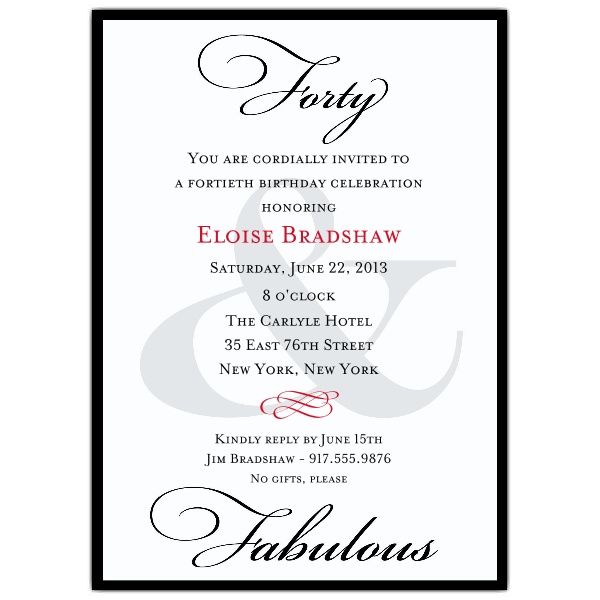 Forty
&
You are cordially invited to
a fortieth birthday celebration
honoring
Eloise Bradshaw
Saturday, June 22, 2013
8 o'clock
The Carlyle Hotel
35 East 76th Street
New York, New York
Kindly reply by June 15th
Jim Bradshaw - 917.555.9876
No gifts, please
Fabulous